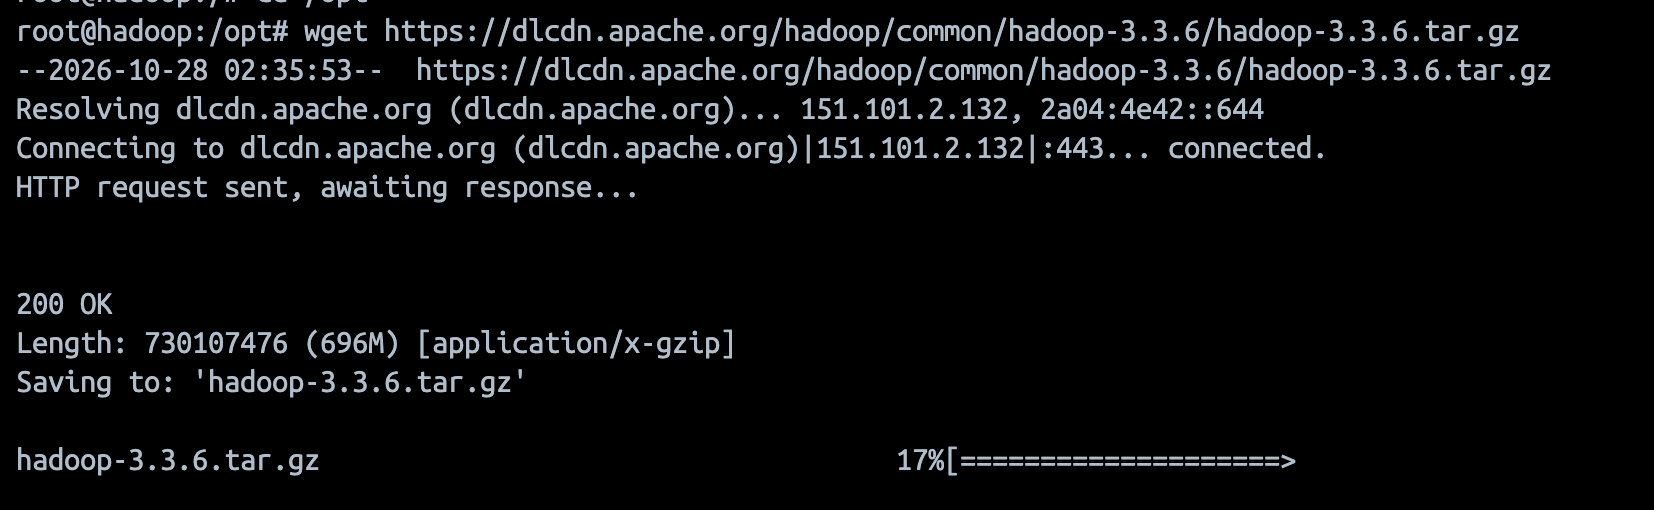 root@hadoop:/# cd /opt
root@hadoop:/opt# wget https://dlcdn.apache.org/hadoop/common/hadoop-3.3.6/hadoop-3.3.6.tar.gz
--2026-10-28 02:35:53--  https://dlcdn.apache.org/hadoop/common/hadoop-3.3.6/hadoop-3.3.6.tar.gz
Resolving dlcdn.apache.org (dlcdn.apache.org)... 151.101.2.132, 2a04:4e42::644
Connecting to dlcdn.apache.org (dlcdn.apache.org)|151.101.2.132|:443... connected.
HTTP request sent, awaiting response...
200 OK
Length: 730107476 (696M) [application/x-gzip]
Saving to: 'hadoop-3.3.6.tar.gz'
hadoop-3.3.6.tar.gz 17%[====================>